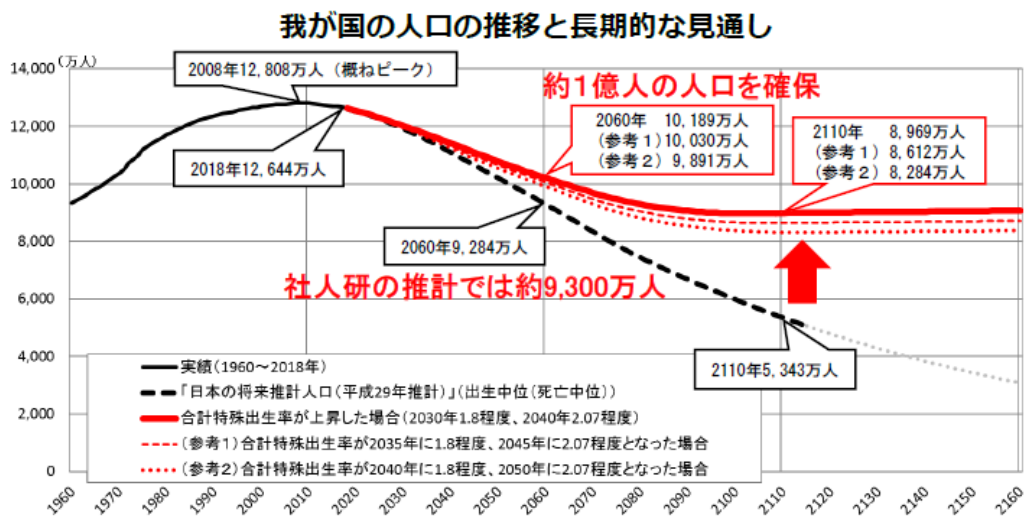 我が国の人口の推移と長期的な見通し
(万人)
14,000
12,000
10,000
8,000
6,000
4,000
2,000
0
2008年12,808万人（概ねピーク）
2018年12,644万人
約１億人の人口を確保
2060年 10,189万人
（参考１）10,030万人
（参考２） 9,891万人
2110年 8,969万人
（参考１） 8,612万人
（参考２） 8,284万人
2060年9,284万人
社人研の推計では約9,300万人
2110年5,343万人
実績（1960～2018年）
「日本の将来推計人口（平成29年推計）」（出生中位（死亡中位））
合計特殊出生率が上昇した場合（2030年1.8程度、2040年2.07程度）
（参考１）合計特殊出生率が2035年に1.8程度、2045年に2.07程度となった場合
（参考２）合計特殊出生率が2040年に1.8程度、2050年に2.07程度となった場合
1960 1970 1980 1990 2000 2010 2020 2030 2040 2050 2060 2070 2080 2090 2100 2110 2120 2130 2140 2150 2160